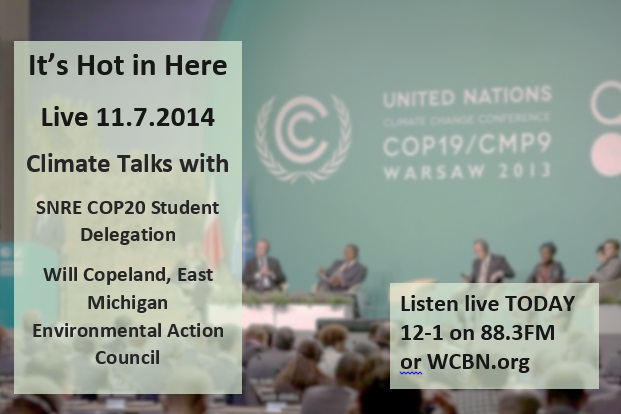 It's Hot in Here
Live 11.7.2014
Climate Talks with
SNRE COP20 Student
Delegation
Will Copeland, East
Michigan
Environmental Action
Council
UNITED NATIONS
CLIMATE CHANGE CONFERENCE
COP19/CMP9
WARSAW 2013
Listen live TODAY
12-1 on 88.3FM
or WCBN.org